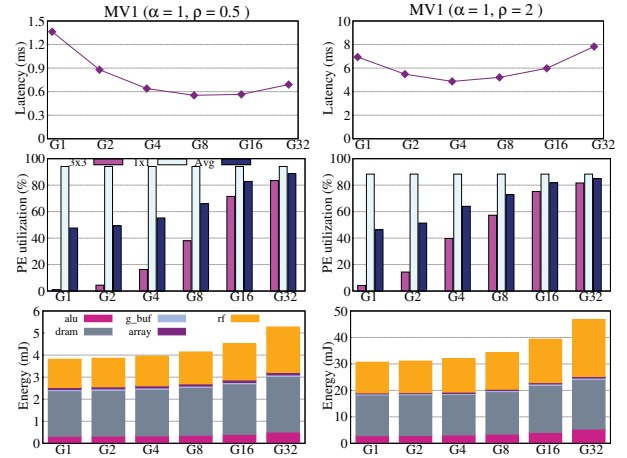 MV1 (α = 1, ρ = 0.5 )
MV1 (α = 1, ρ = 2 )
Latency (ms)
1.5
1.2
0.9
0.6
0.3
0
G1 G2 G4 G8 G16 G32
Latency (ms)
10
8
6
4
2
0
G1 G2 G4 G8 G16 G32
PE utilization (%)
100
80
60
40
20
0
3x3 1x1 Avg
G1 G2 G4 G8 G16 G32
PE utilization (%)
100
80
60
40
20
0
G1 G2 G4 G8 G16 G32
Energy (mJ)
6
5
4
3
2
1
0
alu g_buf rf
dram array
G1 G2 G4 G8 G16 G32
Energy (mJ)
50
40
30
20
10
0
G1 G2 G4 G8 G16 G32